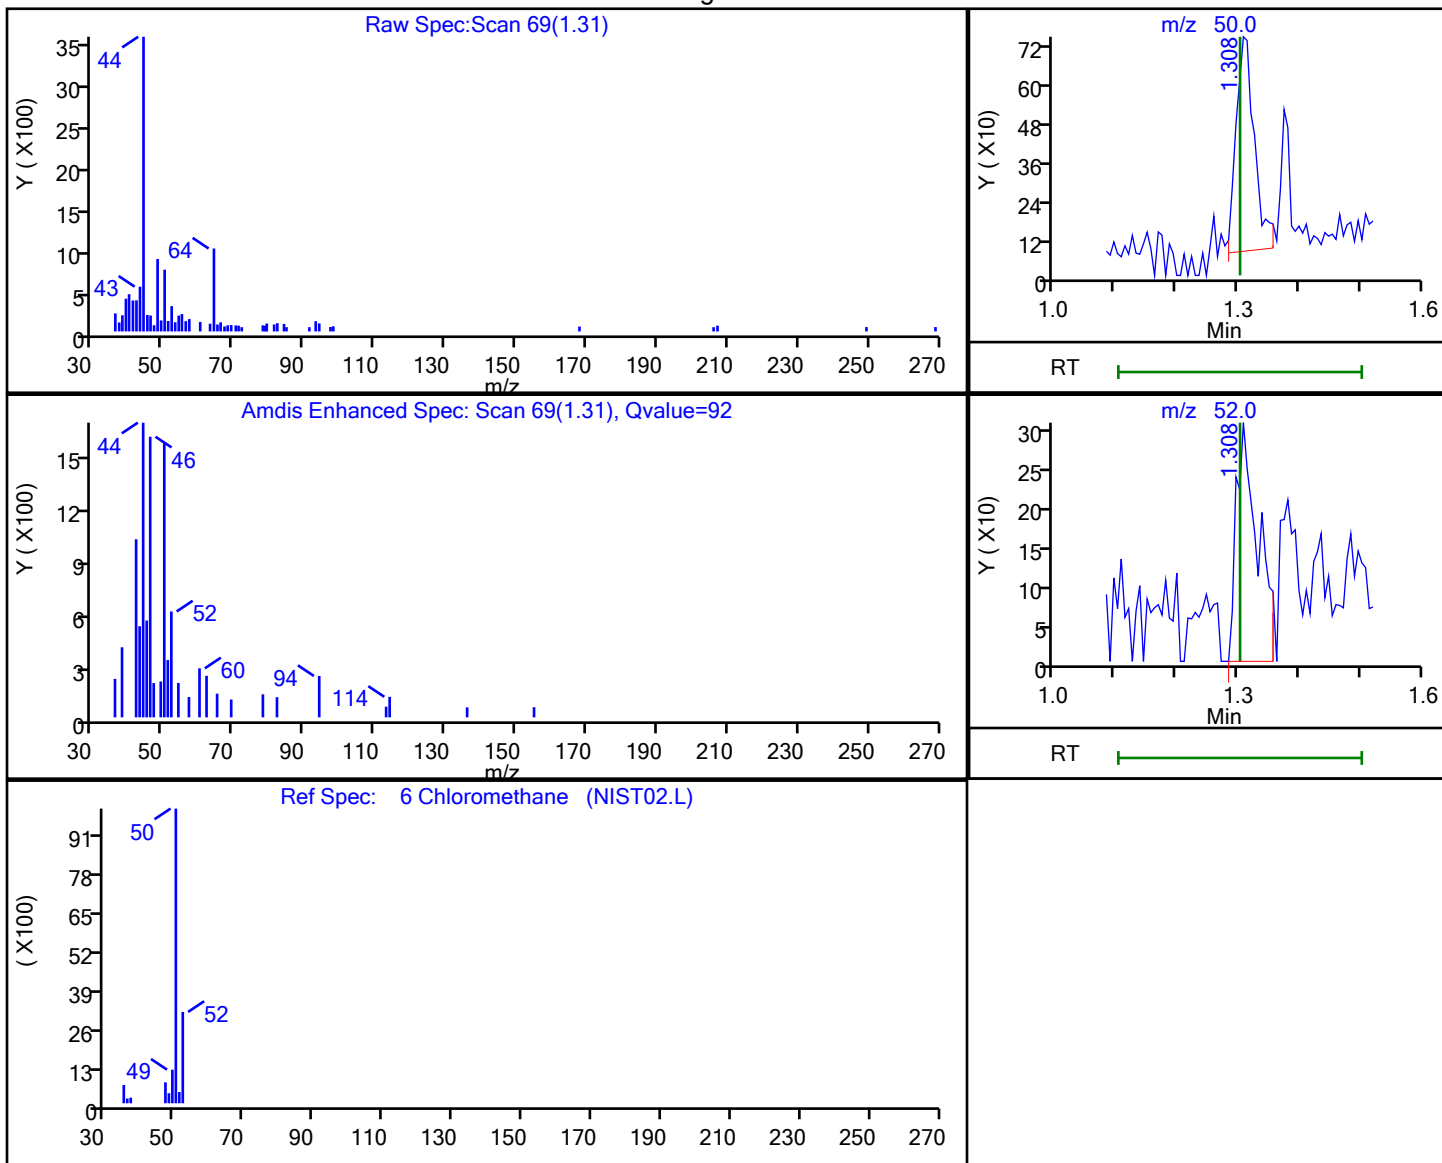 Raw Spec:Scan 69(1.31)
Y ( X100)
35
30
25
20
15
10
5
0
44
43
64
30 50 70 90 110 130 150 170 190 210 230 250 270
m/z
m/z 50.0
Y ( X10)
72
60
48
36
24
12
0
1.308
1.0 1.3 1.6
Min
RT
Amdis Enhanced Spec: Scan 69(1.31), Qvalue=92
Y ( X100)
15
12
9
6
3
0
44
46
52
60
94
114
30 50 70 90 110 130 150 170 190 210 230 250 270
m/z
m/z 52.0
Y ( X10)
30
25
20
15
10
5
0
1.308
1.0 1.3 1.6
Min
RT
Ref Spec: 6 Chloromethane (NIST02.L)
( X100)
91
78
65
52
39
26
13
0
50
52
49
30 50 70 90 110 130 150 170 190 210 230 250 270